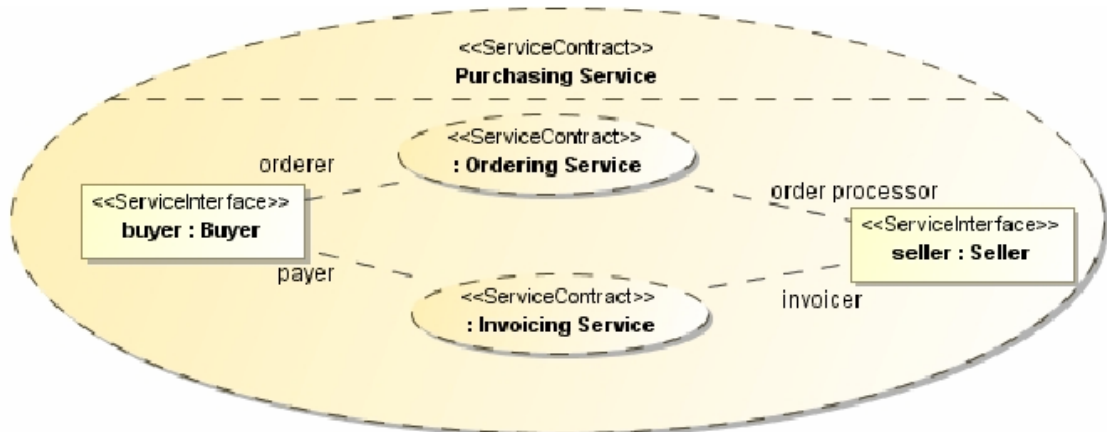 <<ServiceContract>>
Purchasing Service
<<ServiceContract>>
: Ordering Service
orderer
order processor
<<ServiceInterface>>
buyer : Buyer
<<ServiceInterface>>
seller : Seller
payer
<<ServiceContract>>
: Invoicing Service
invoicer